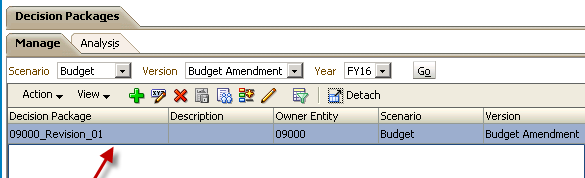 Decision Packages
Manage Analysis
Scenario Budget Version Budget Amendment Year FY16 Go
Action View Detach
Decision Package Description Owner Entity Scenario Version
09000_Revision_01 09000 Budget Budget Amendment